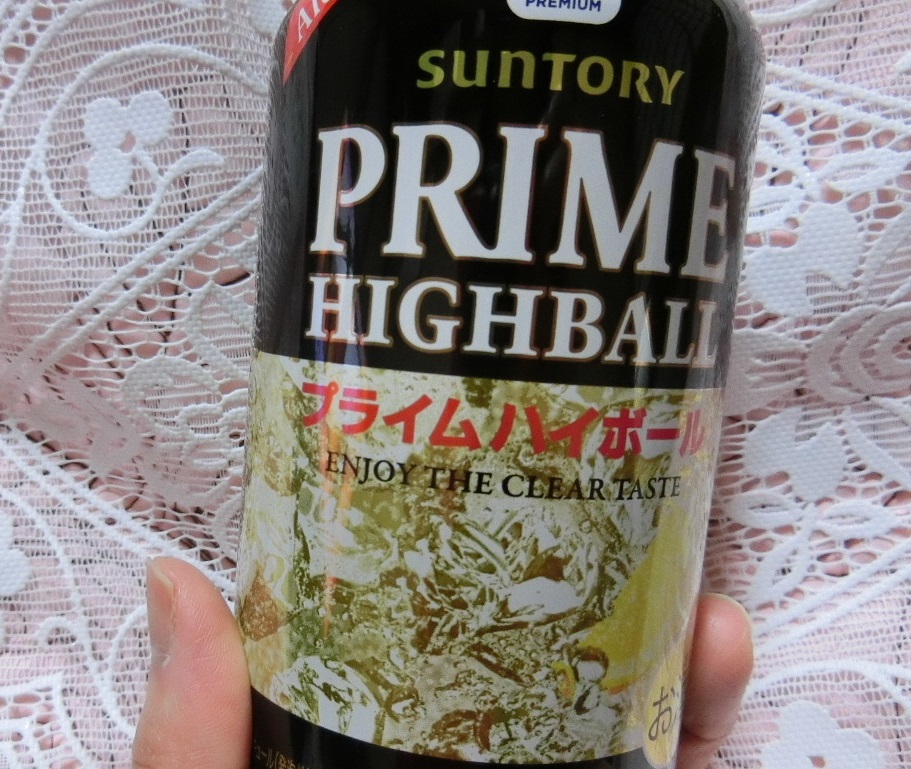 PREMIUM
SUNTORY
PRIME
HIGHBALL
プライムハイボール
ENJOY THE CLEAR TASTE